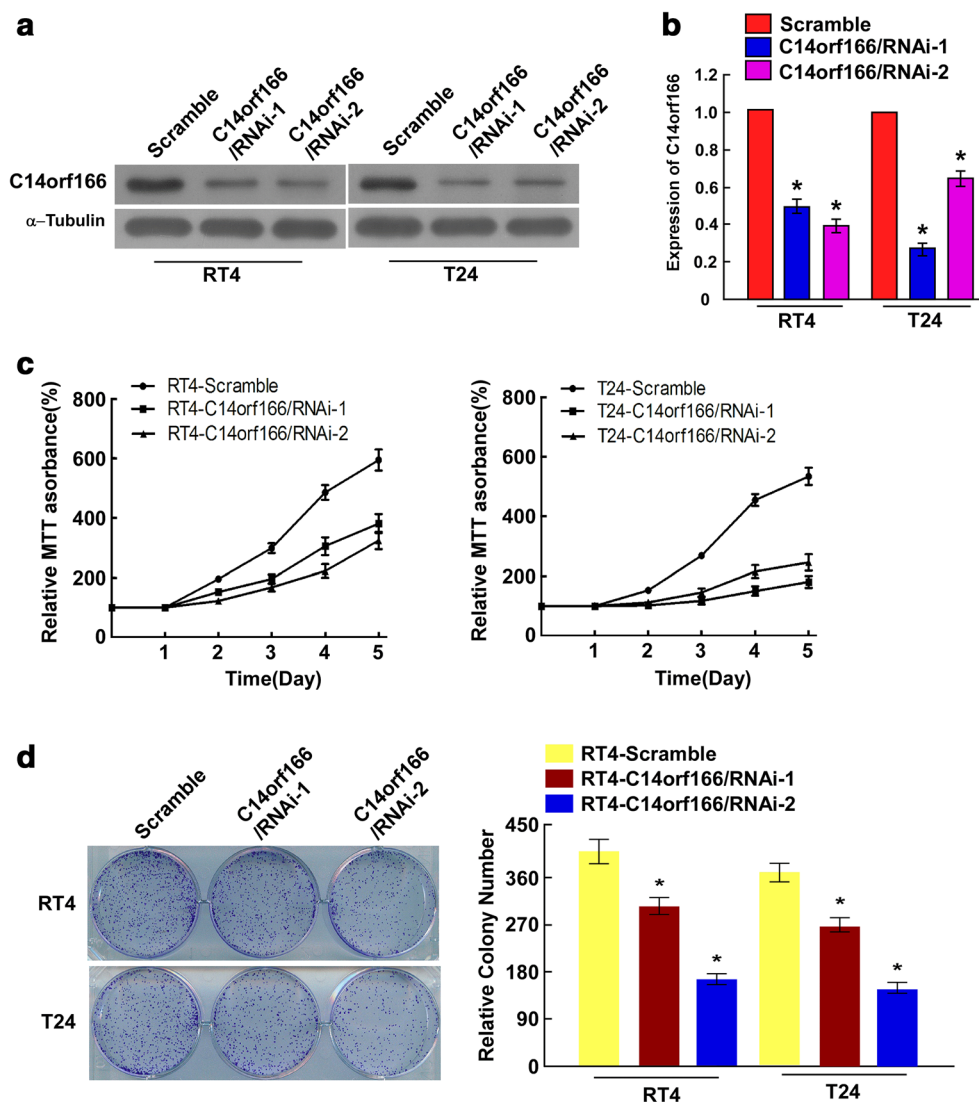 a
Scramble
C14orf166
/RNAi-1
C14orf166
/RNAi-2
Scramble
C14orf166
/RNAi-1
C14orf166
/RNAi-2
C14orf166
α–Tubulin
RT4
T24
b
Scramble
C14orf166/RNAi-1
C14orf166/RNAi-2
Expression of C14orf166
1.2
1.0
0.8
0.6
0.4
0.2
0
*
*
*
*
RT4
T24
c
RT4-Scramble
RT4-C14orf166/RNAi-1
RT4-C14orf166/RNAi-2
Relative MTT asorbance(%)
800
600
400
200
0
1 2 3 4 5
Time(Day)
T24-Scramble
T24-C14orf166/RNAi-1
T24-C14orf166/RNAi-2
Relative MTT asorbance(%)
800
600
400
200
100
0
1 2 3 4 5
Time(Day)
d
Scramble
C14orf166
/RNAi-1
C14orf166
/RNAi-2
RT4
T24
RT4-Scramble
RT4-C14orf166/RNAi-1
RT4-C14orf166/RNAi-2
Relative Colony Number
450
360
270
180
90
0
*
*
*
*
RT4
T24